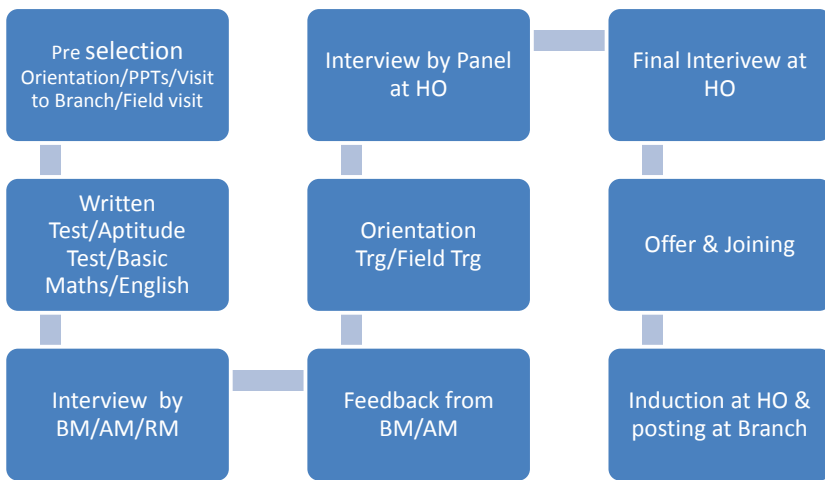 Pre selection
Orientation/PPTs/Visit
to Branch/Field visit
Written
Test/Aptitude
Test/Basic
Maths/English
Interview by
BM/AM/RM
Feedback from
BM/AM
Orientation
Trg/Field Trg
Interview by Panel
at HO
Final Interivew at
HO
Offer & Joining
Induction at HO &
posting at Branch